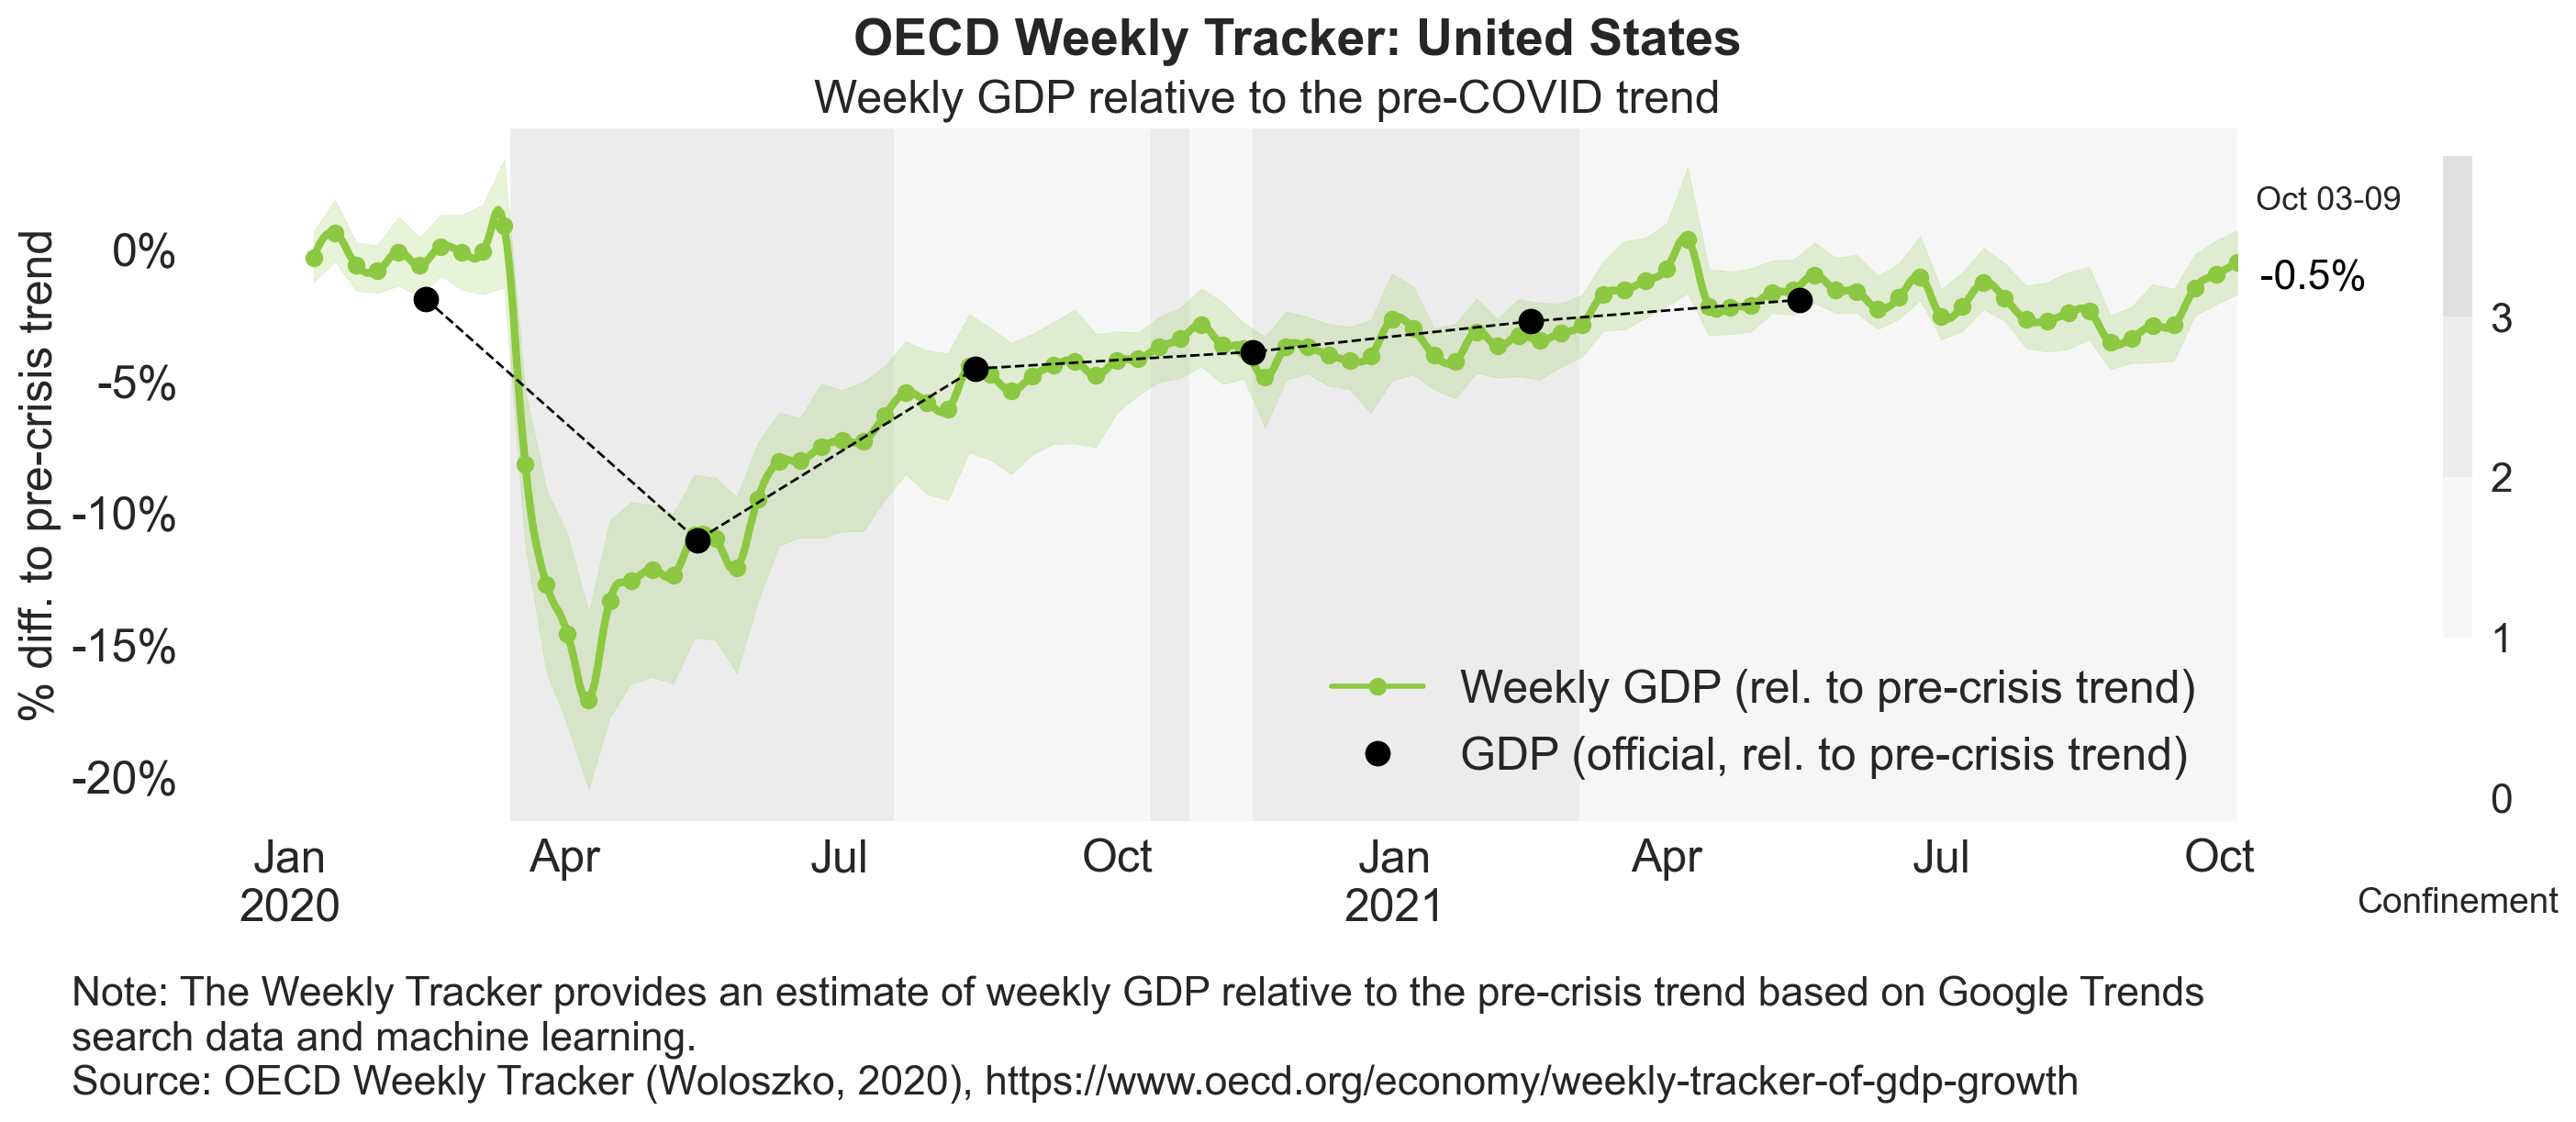 OECD Weekly Tracker: United States
Weekly GDP relative to the pre-COVID trend
% diff. to pre-crisis trend
0%
-5%
-10%
-15%
-20%
Oct 03-09
-0.5%
3
2
1
0
Confinement
Weekly GDP (rel. to pre-crisis trend)
GDP (official, rel. to pre-crisis trend)
Jan Apr Jul Oct Jan Apr Jul Oct
2020 2021
Note: The Weekly Tracker provides an estimate of weekly GDP relative to the pre-crisis trend based on Google Trends
search data and machine learning.
Source: OECD Weekly Tracker (Woloszko, 2020), https://www.oecd.org/economy/weekly-tracker-of-gdp-growth